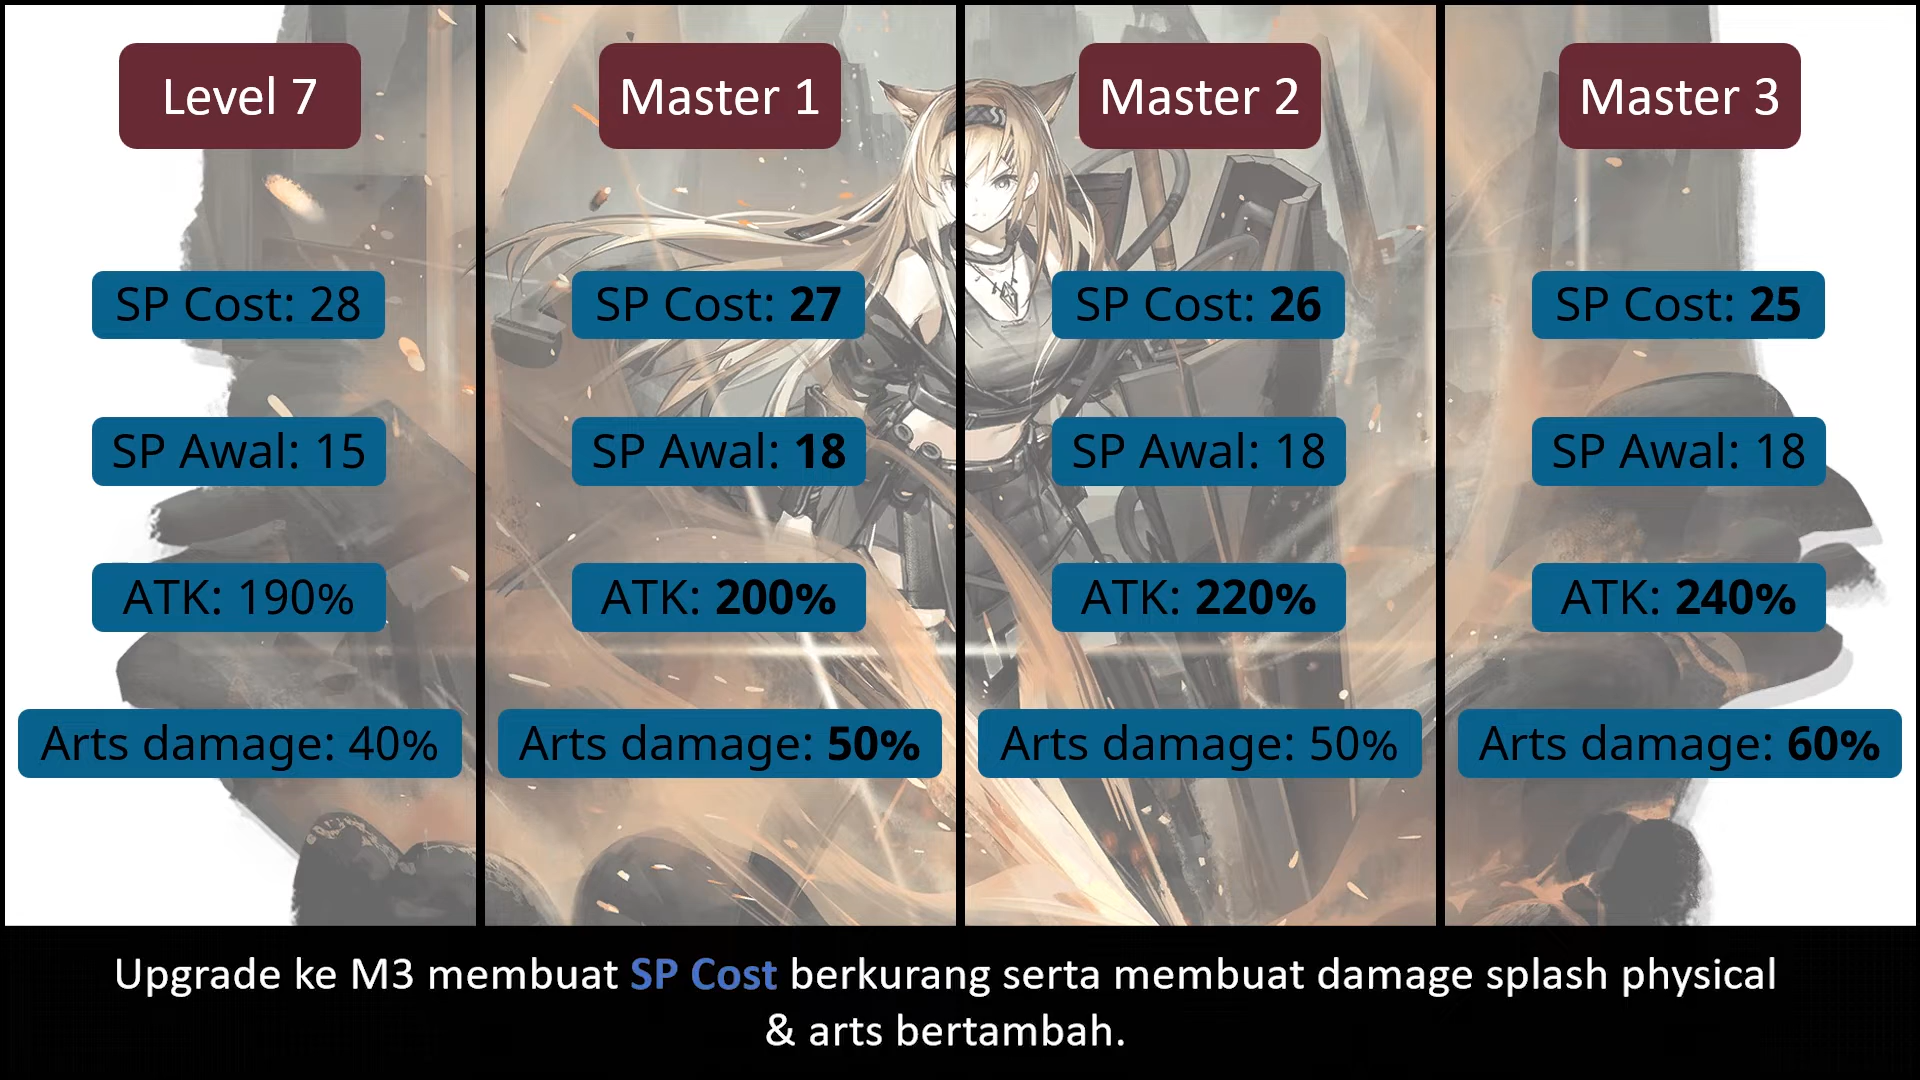 Level 7
Master 1
Master 2
Master 3
SP Cost: 28
SP Cost: 27
SP Cost: 26
SP Cost: 25
SP Awal: 15
SP Awal: 18
SP Awal: 18
SP Awal: 18
ATK: 190%
ATK: 200%
ATK: 220%
ATK: 240%
Arts damage: 40%
Arts damage: 50%
Arts damage: 50%
Arts damage: 60%
Upgrade ke M3 membuat SP Cost berkurang serta membuat damage splash physical
& arts bertambah.